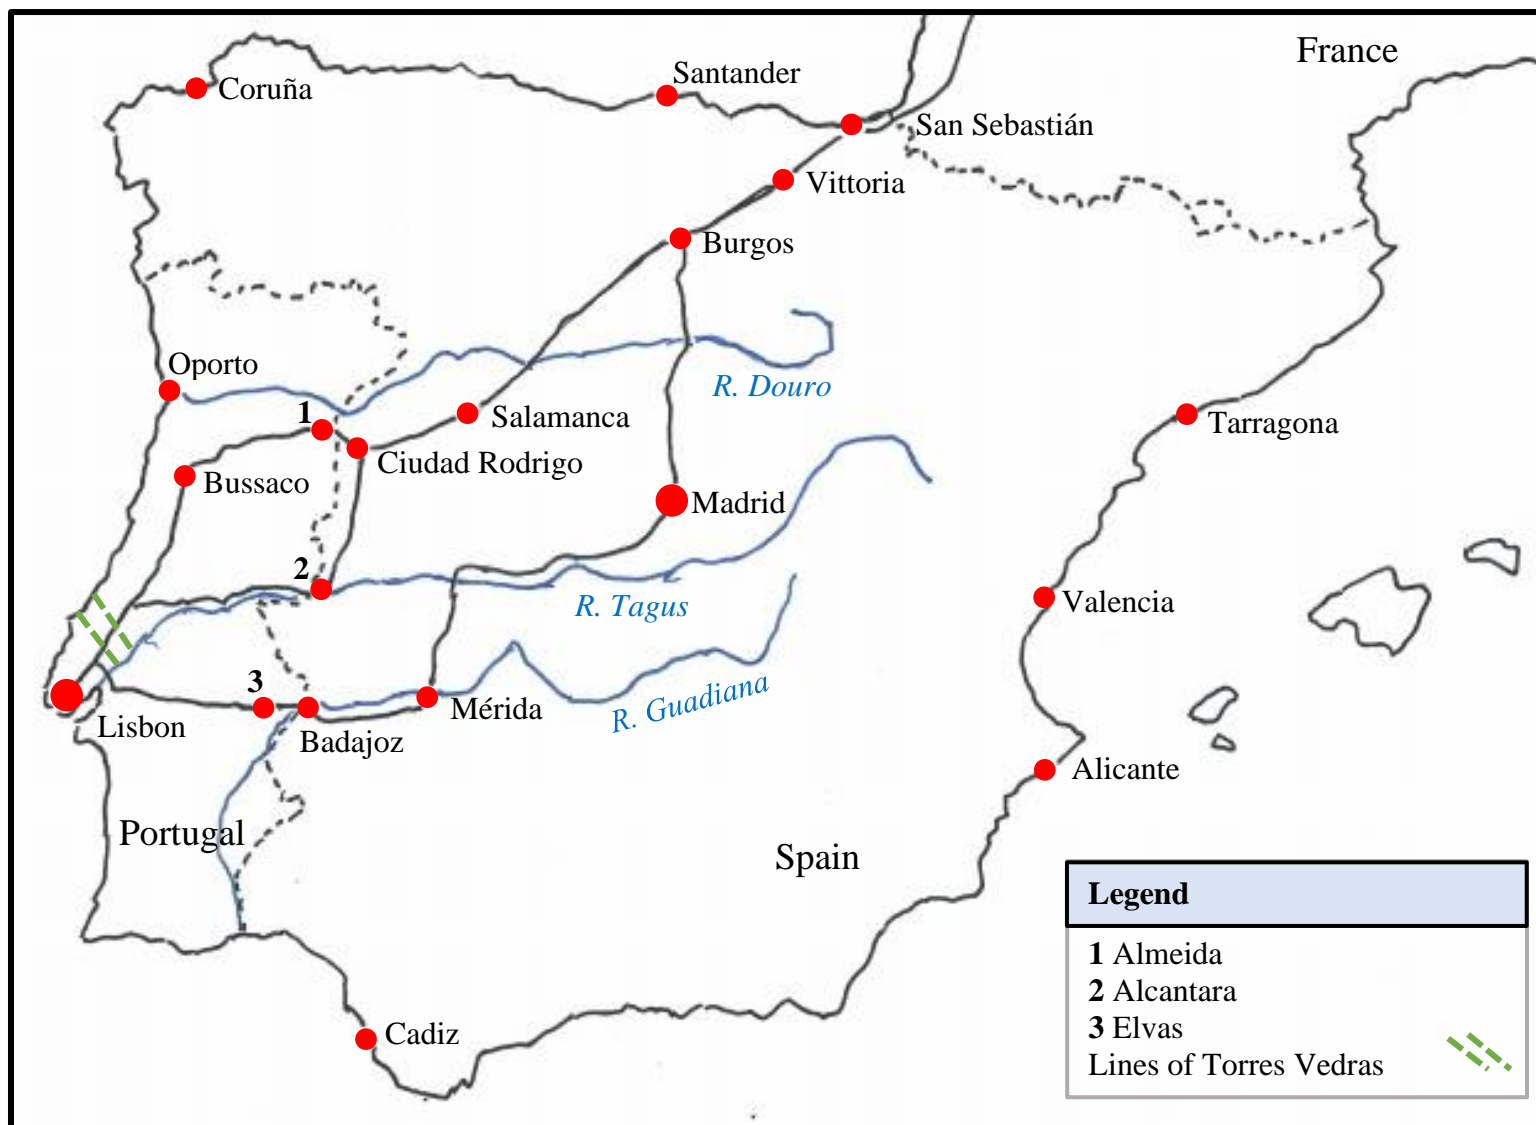 France
Santander
Coruña
San Sebastián
Vittoria
Burgos
Oporto
R. Douro
1
Salamanca
Tarragona
Ciudad Rodrigo
Bussaco
Madrid
2
R. Tagus
Valencia
3
Mérida
R. Guadiana
Lisbon
Badajoz
Alicante
Portugal
Spain
Cadiz
Legend
1 Almeida
2 Alcantara
3 Elvas
Lines of Torres Vedras